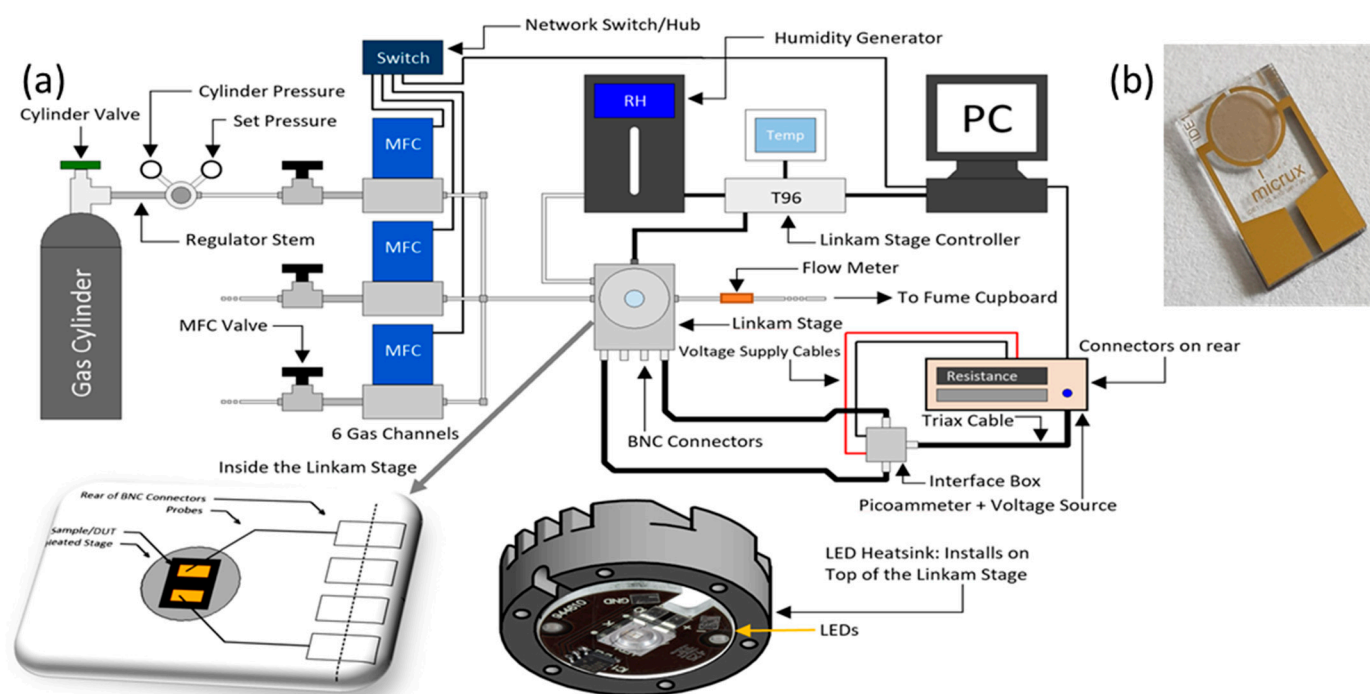 (a)
Network Switch/Hub
Switch
Humidity Generator
(b)
Cylinder Pressure
Cylinder Valve
Set Pressure
MFC
RH
Temp
PC
IDE1
micrux
T96
Regulator Stem
MFC
Linkam Stage Controller
Flow Meter
To Fume Cupboard
Gas Cylinder
MFC Valve
Linkam Stage
MFC
Voltage Supply Cables
Connectors on rear
Resistance
6 Gas Channels
BNC Connectors
Triax Cable
Inside the Linkam Stage
Interface Box
Picoammeter + Voltage Source
Rear of BNC Connectors
Probes
Sample/DUT
Heated Stage
LED Heatsink: Installs on
Top of the Linkam Stage
LEDs
944610
GND